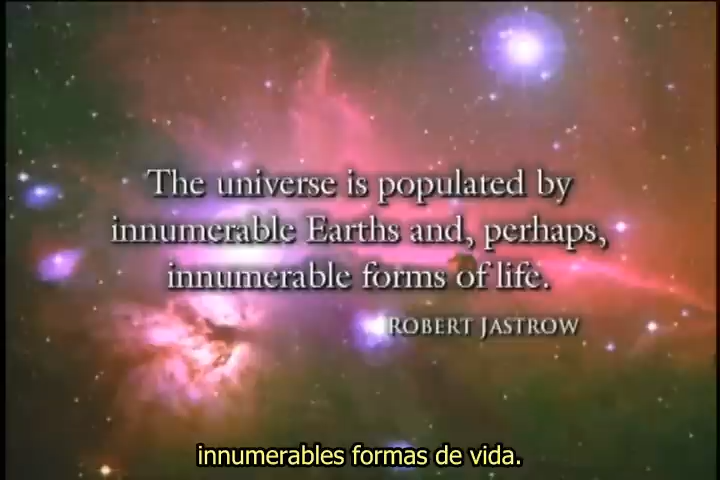 The universe is populated by
innumerable Earths and, perhaps,
innumerable forms of life.
ROBERT JASTROW
innumerables formas de vida.